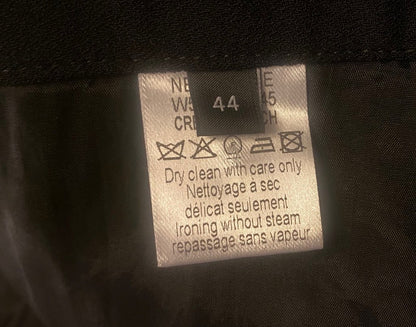 44
Dry clean with care only
Nettoyage à sec
délicat seulement
Ironing without steam
repassage sans vapeur